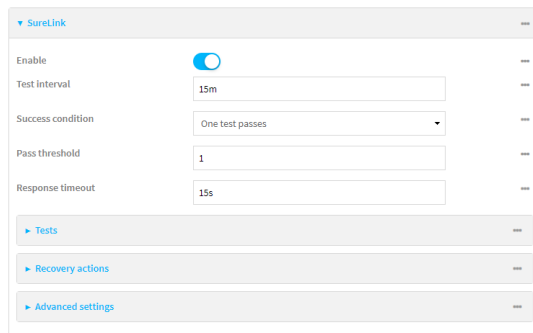 SureLink
Enable
Test interval
15m
Success condition
One test passes
Pass threshold
1
Response timeout
15s
Tests
Recovery actions
Advanced settings